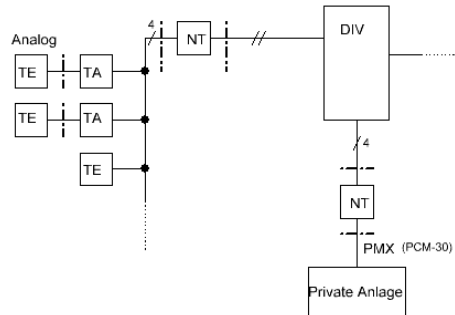 4
NT
DIV
Analog
TE
TA
TE
TA
TE
4
NT
PMX (PCM-30)
Private Anlage